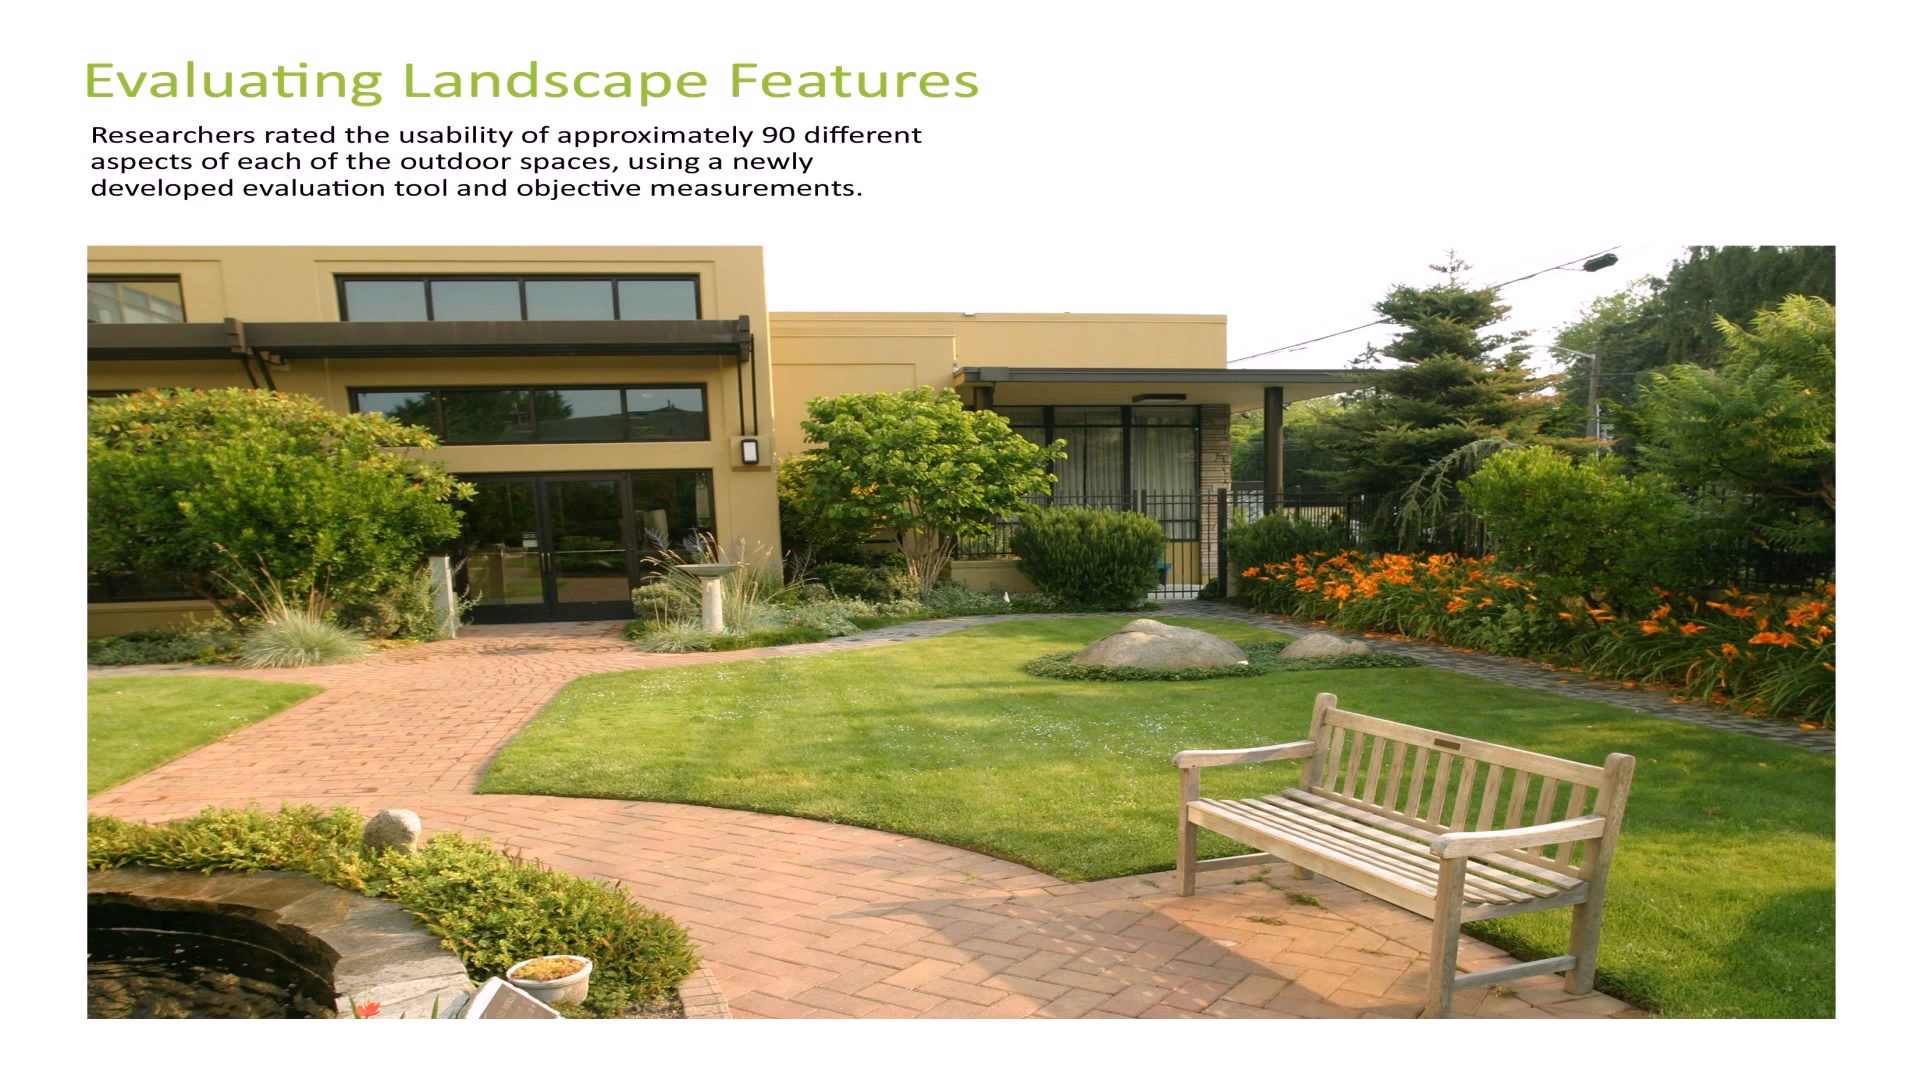 Evaluating Landscape Features
Researchers rated the usability of approximately 90 different
aspects of each of the outdoor spaces, using a newly
developed evaluation tool and objective measurements.